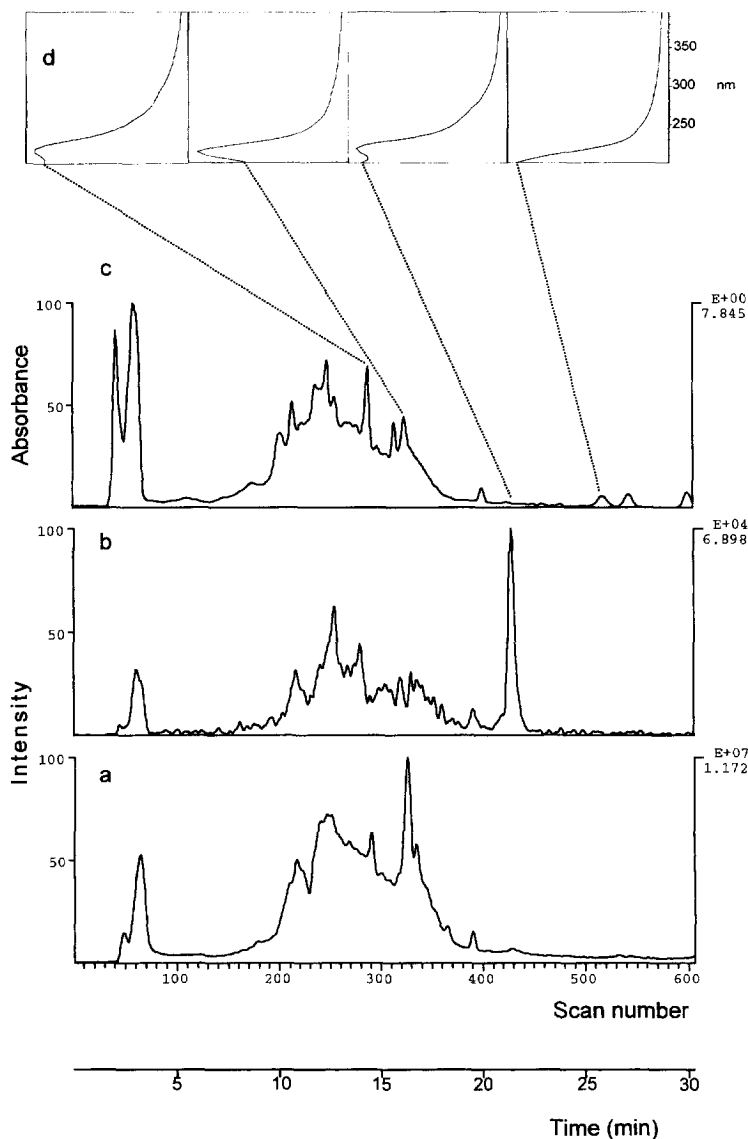 d
350
300 nm
250
c
100 E+00
7.845
50
Absorbance
b
100 E+04
6.898
50
Intensity
a
100 E+07
1.172
50
100 200 300 400 500 600
Scan number
5 10 15 20 25 30
Time (min)